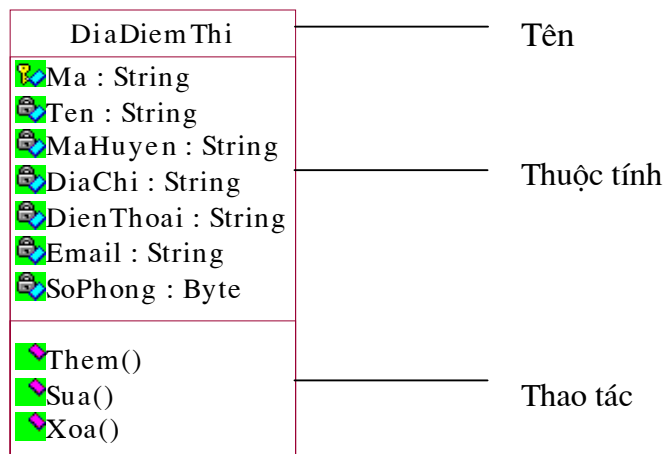 DiaDiemThi
Tên
Ma : String
Ten : String
MaHuyen : String
DiaChi : String
Thuộc tính
DienThoai : String
Email : String
SoPhong : Byte
Them()
Sua()
Thao tác
Xoa()